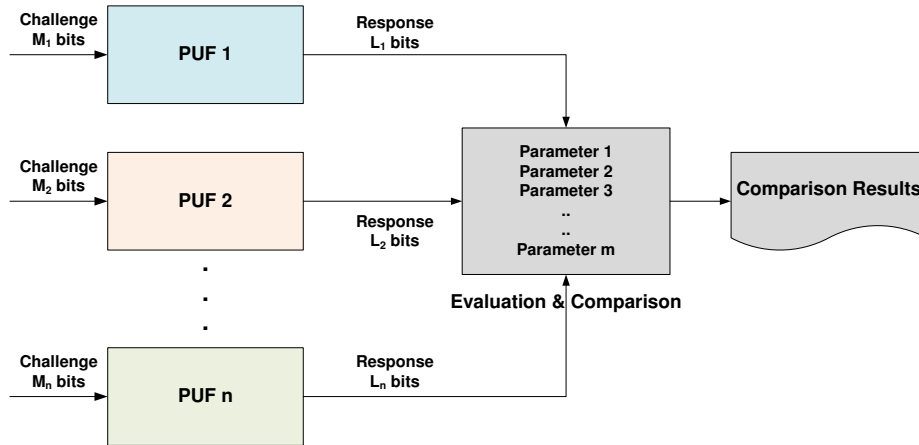 Challenge
M₁ bits
PUF 1
Response
L₁ bits
Challenge
M₂ bits
PUF 2
Response
L₂ bits
Parameter 1
Parameter 2
Parameter 3
..
..
Parameter m
Evaluation & Comparison
Comparison Results
.
.
.
Challenge
Mₙ bits
PUF n
Response
Lₙ bits